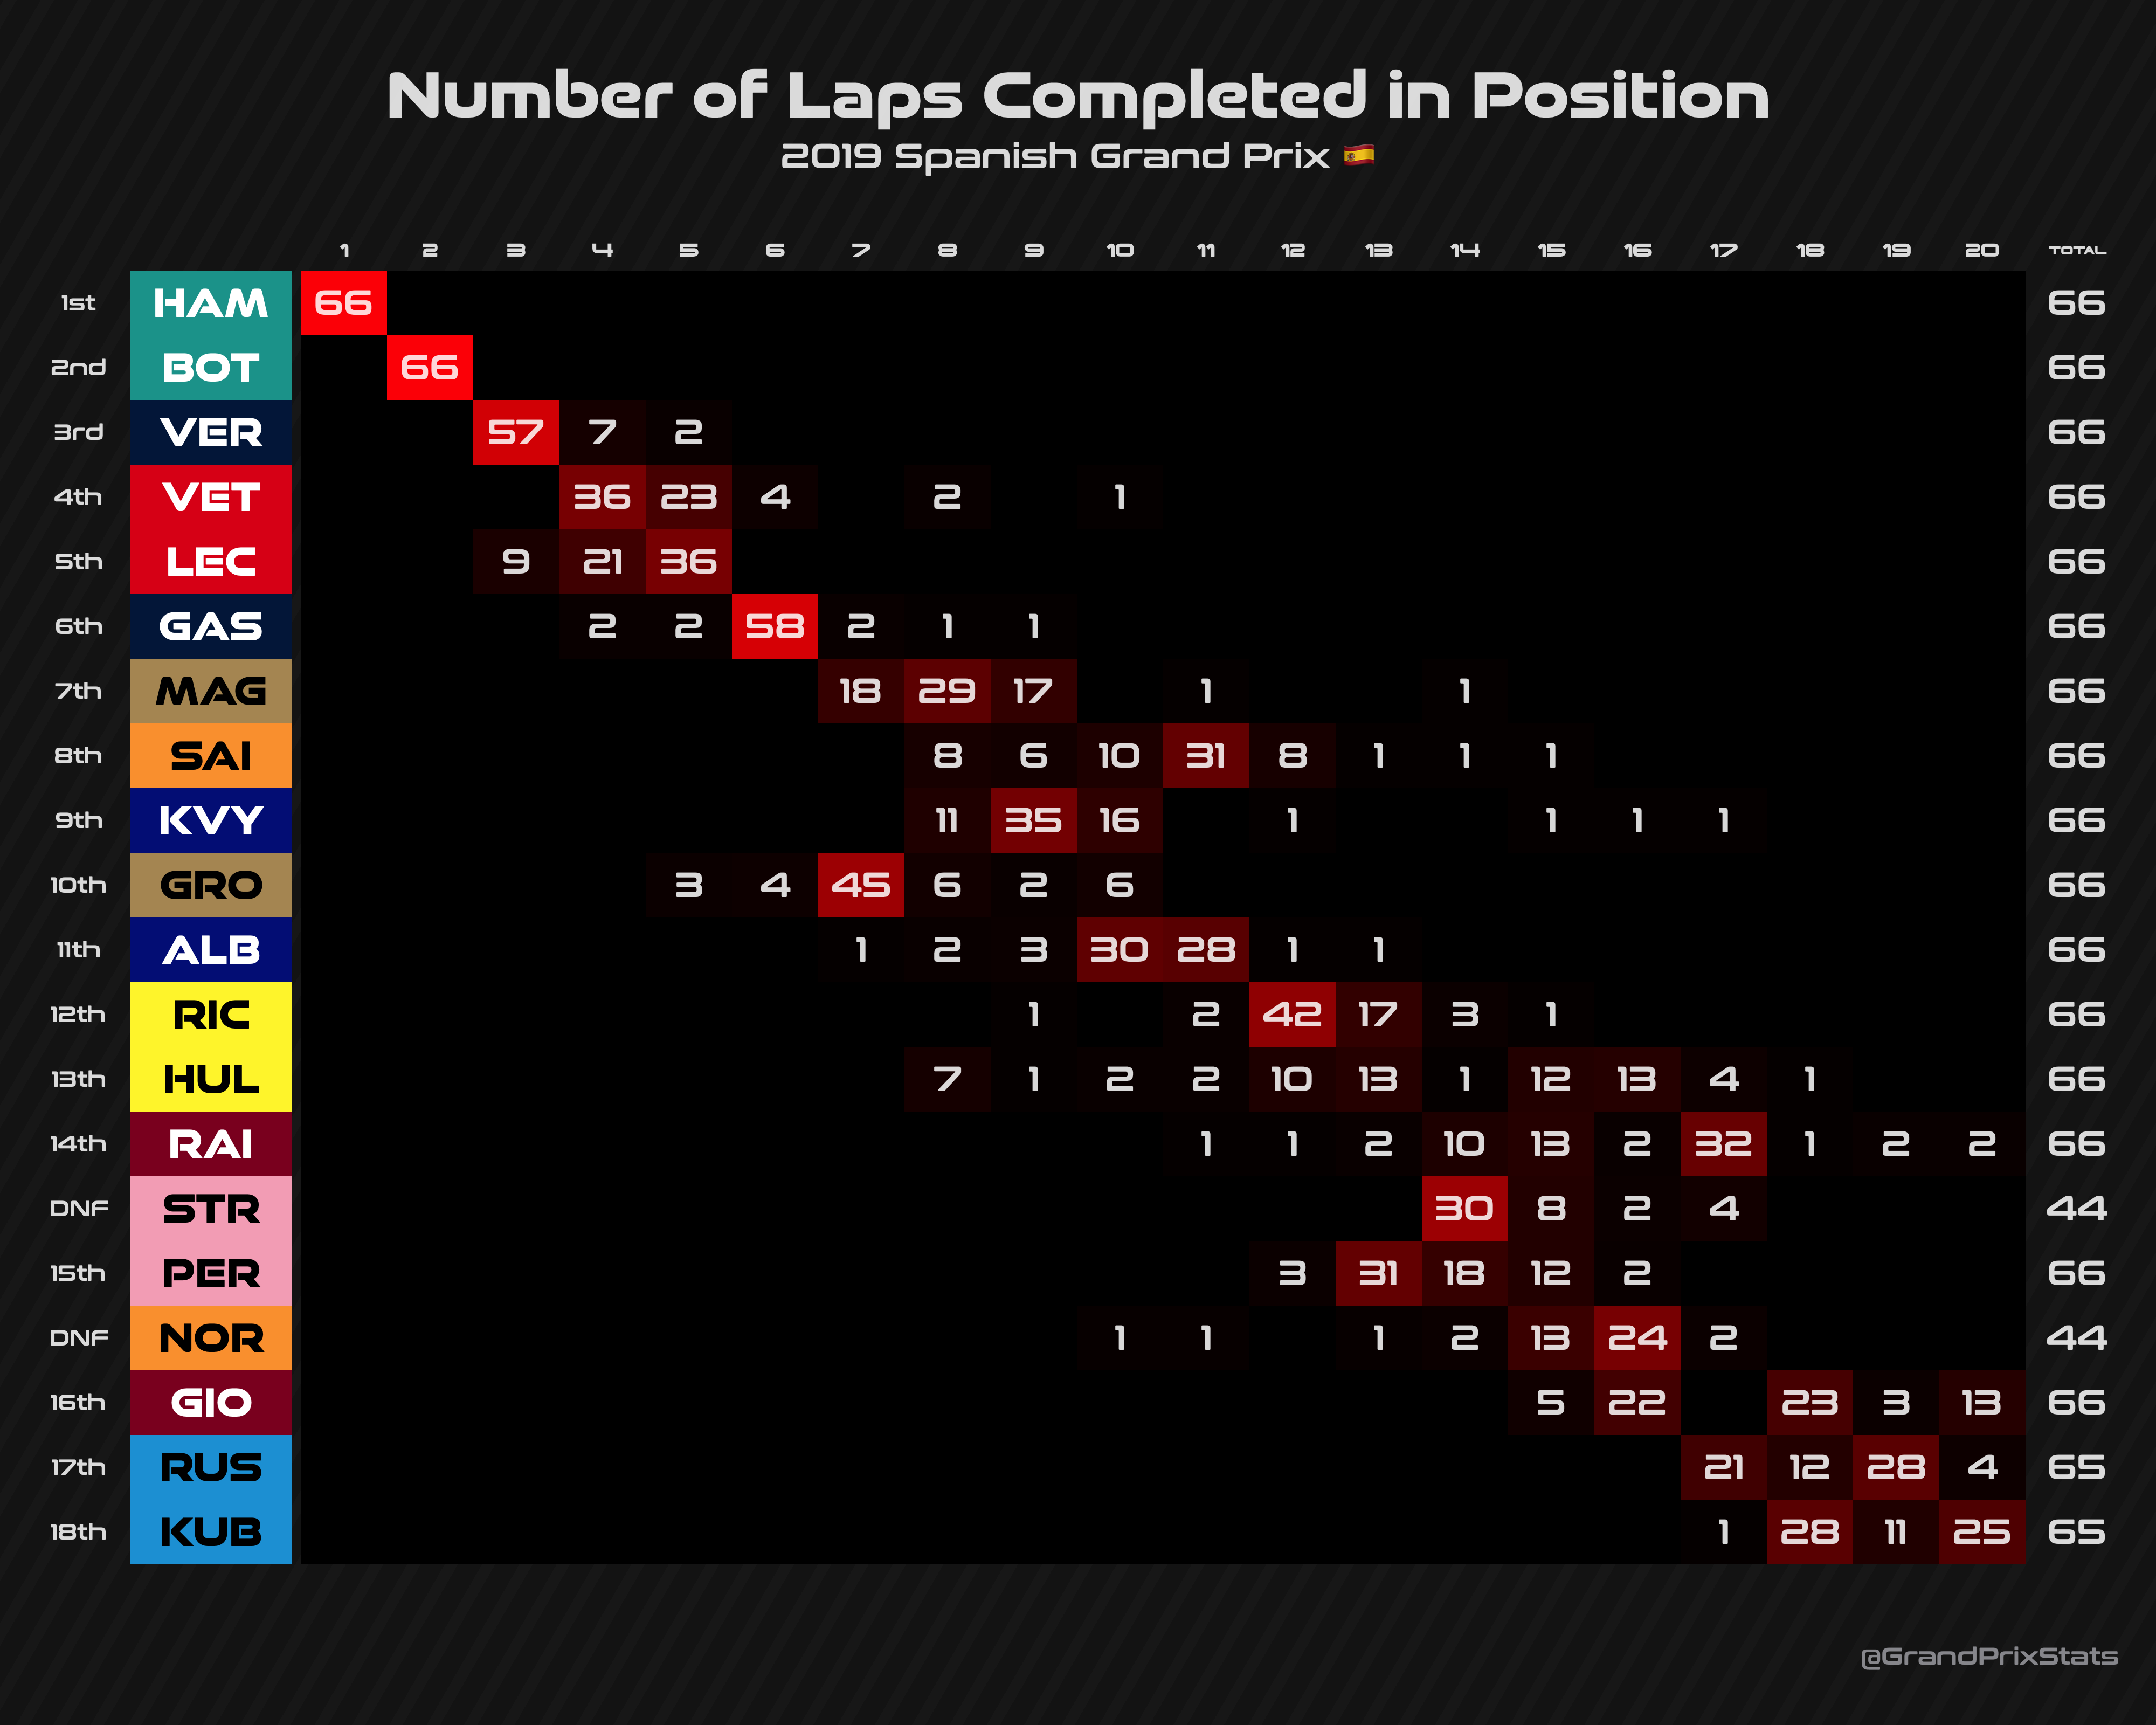 Number of Laps Completed in Position
2019 Spanish Grand Prix 🇪🇸
1 2 3 4 5 6 7 8 9 10 11 12 13 14 15 16 17 18 19 20 TOTAL
1st HAM 66 66
2nd BOT 66 66
3rd VER 57 7 2 66
4th VET 36 23 4 2 1 66
5th LEC 9 21 36 66
6th GAS 2 2 58 2 1 1 66
7th MAG 18 29 17 1 1 66
8th SAI 8 6 10 31 8 1 1 1 66
9th KVY 11 35 16 1 1 1 1 66
10th GRO 3 4 45 6 2 6 66
11th ALB 1 2 3 30 28 1 1 66
12th RIC 1 2 42 17 3 1 66
13th HUL 7 1 2 2 10 13 1 12 13 4 1 66
14th RAI 1 1 2 10 13 2 32 1 2 2 66
DNF STR 30 8 2 4 44
15th PER 3 31 18 12 2 66
DNF NOR 1 1 1 2 13 24 2 44
16th GIO 5 22 23 3 13 66
17th RUS 21 12 28 4 65
18th KUB 1 28 11 25 65
@GrandPrixStats